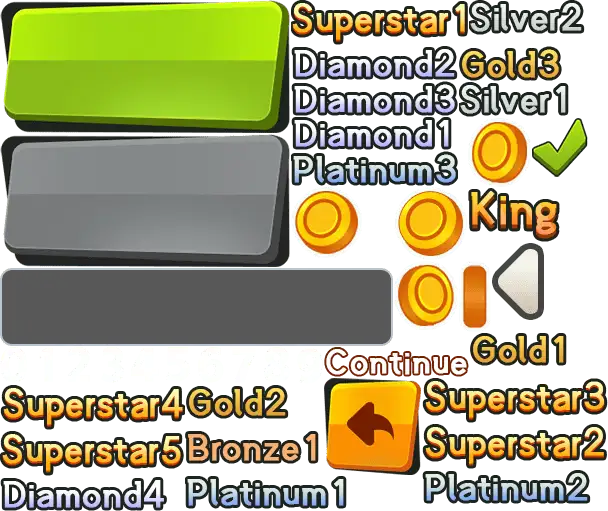 Superstar1
Silver2
Diamond2
Gold3
Diamond3
Silver1
Diamond1
Platinum3
King
Gold1
Continue
Superstar4
Gold2
Superstar3
Superstar5
Bronze1
Superstar2
Diamond4
Platinum1
Platinum2